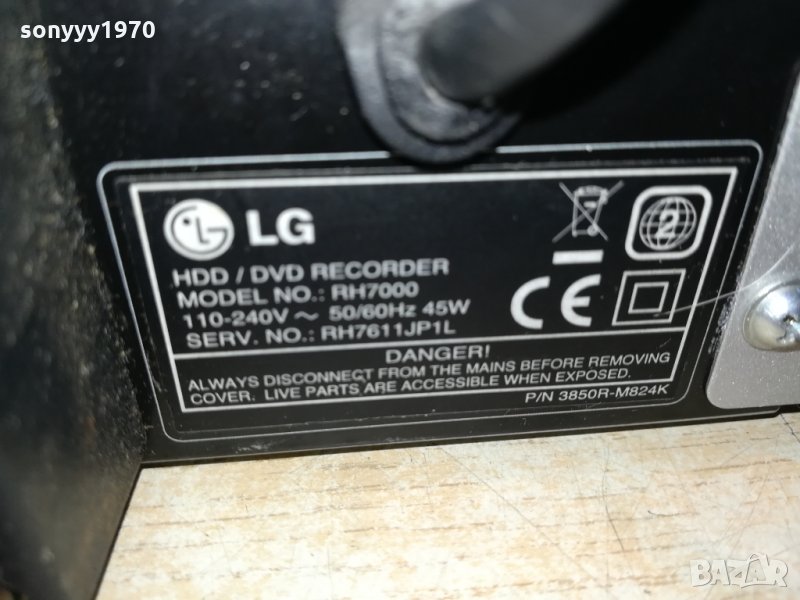 sonyyy1970
LG
2
HDD / DVD RECORDER
MODEL NO.: RH7000
110-240V ~ 50/60Hz 45W
SERV. NO.: RH7611JP1L
CE
DANGER!
ALWAYS DISCONNECT FROM THE MAINS BEFORE REMOVING
COVER. LIVE PARTS ARE ACCESSIBLE WHEN EXPOSED.
P/N 3850R-M824K
BAZAR